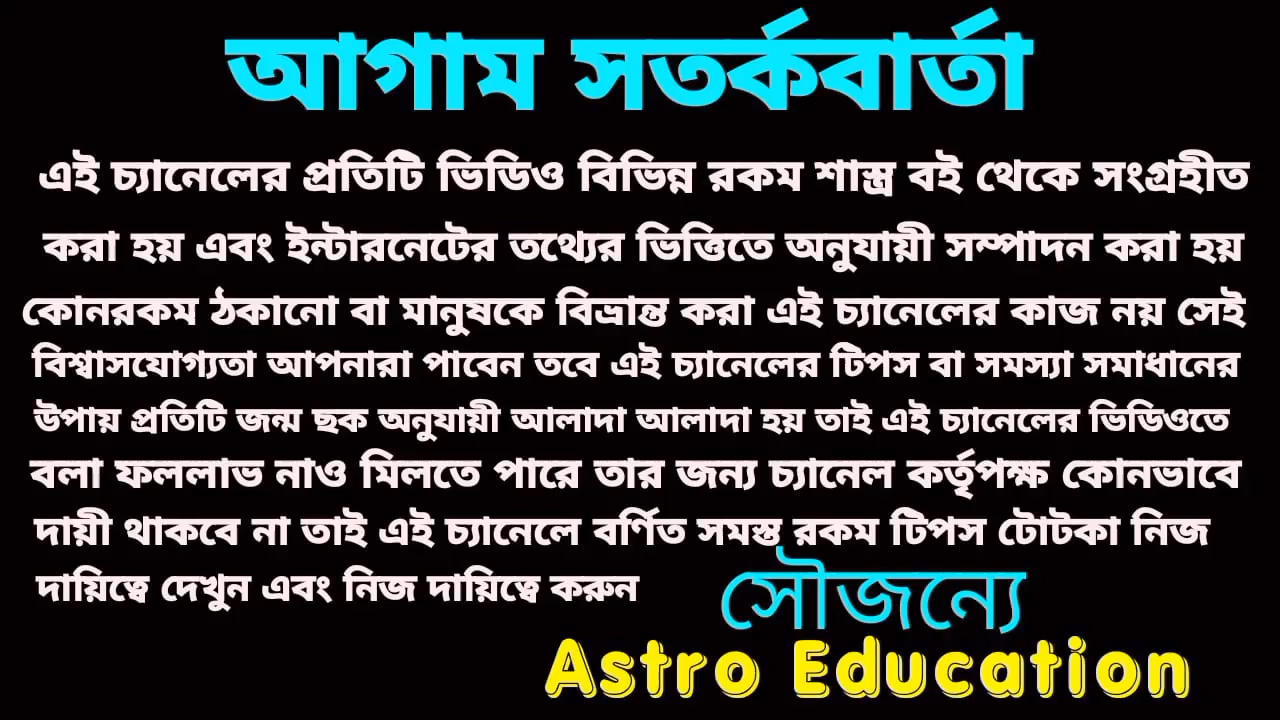 আগাম সতর্কবার্তা
এই চ্যানেলের প্রতিটি ভিডিও বিভিন্ন রকম শাস্ত্র বই থেকে সংগ্রহীত
করা হয় এবং ইন্টারনেটের তথ্যের ভিত্তিতে অনুযায়ী সম্পাদন করা হয়
কোনরকম ঠকানো বা মানুষকে বিভ্রান্ত করা এই চ্যানেলের কাজ নয় সেই
বিশ্বাসযোগ্যতা আপনারা পাবেন তবে এই চ্যানেলের টিপস বা সমস্যা সমাধানের
উপায় প্রতিটি জন্ম ছক অনুযায়ী আলাদা আলাদা হয় তাই এই চ্যানেলের ভিডিওতে
বলা ফললাভ নাও মিলতে পারে তার জন্য চ্যানেল কর্তৃপক্ষ কোনভাবে
দায়ী থাকবে না তাই এই চ্যানেলে বর্ণিত সমস্ত রকম টিপস টোটকা নিজ
দায়িত্বে দেখুন এবং নিজ দায়িত্বে করুন
সৌজন্যে
Astro Education